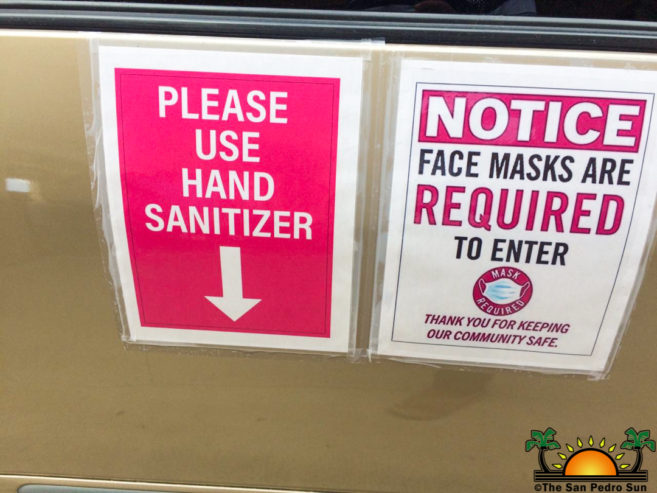 PLEASE
USE
HAND
SANITIZER
NOTICE
FACE MASKS ARE
REQUIRED
TO ENTER
MASK
REQUIRED
THANK YOU FOR KEEPING
OUR COMMUNITY SAFE.
©The San Pedro Sun